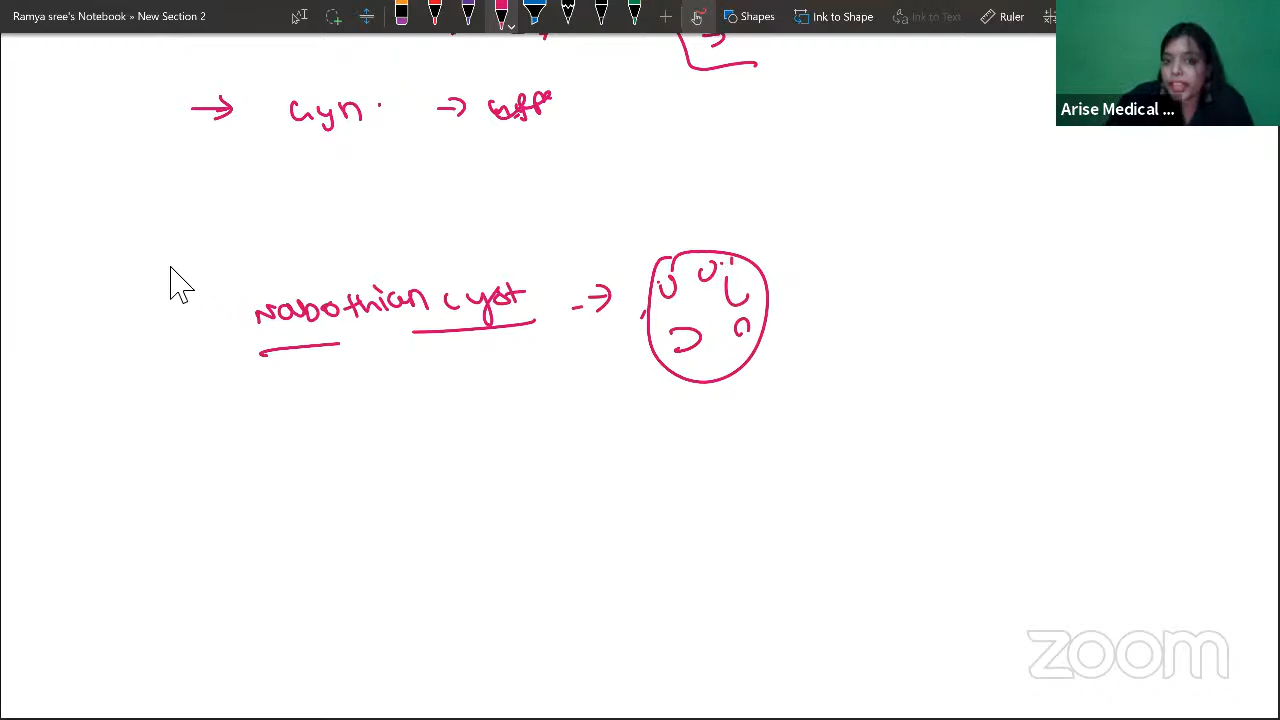 Ramya sree's Notebook » New Section 2
Shapes
Ink to Shape
Ink to Text
Ruler
Arise Medical ...
→ Gyn. →
Nabothian cyst →
zoom